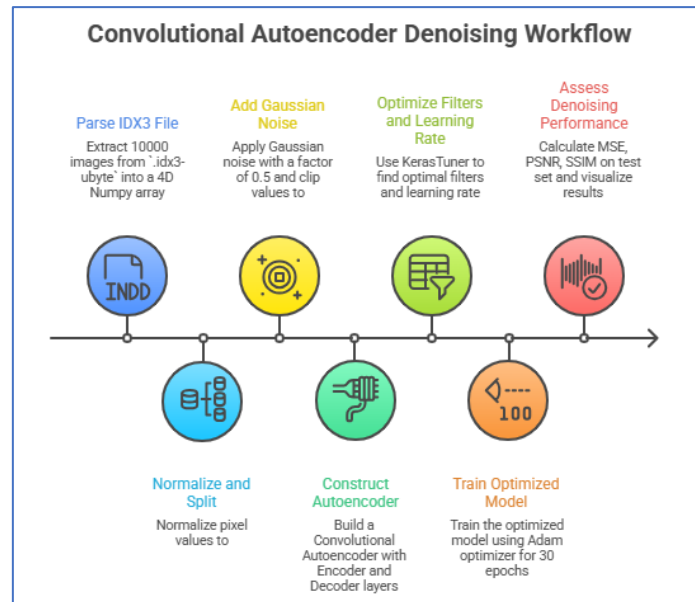 Convolutional Autoencoder Denoising Workflow
Parse IDX3 File
Extract 10000
images from `.idx3-
ubyte` into a 4D
Numpy array
Add Gaussian
Noise
Apply Gaussian
noise with a factor
of 0.5 and clip
values to
Optimize Filters
and Learning
Rate
Use KerasTuner to
find optimal filters
and learning rate
Assess
Denoising
Performance
Calculate MSE,
PSNR, SSIM on test
set and visualize
results
INDD
100
Normalize and
Split
Normalize pixel
values to
Construct
Autoencoder
Build a
Convolutional
Autoencoder with
Encoder and
Decoder layers
Train Optimized
Model
Train the optimized
model using Adam
optimizer for 30
epochs